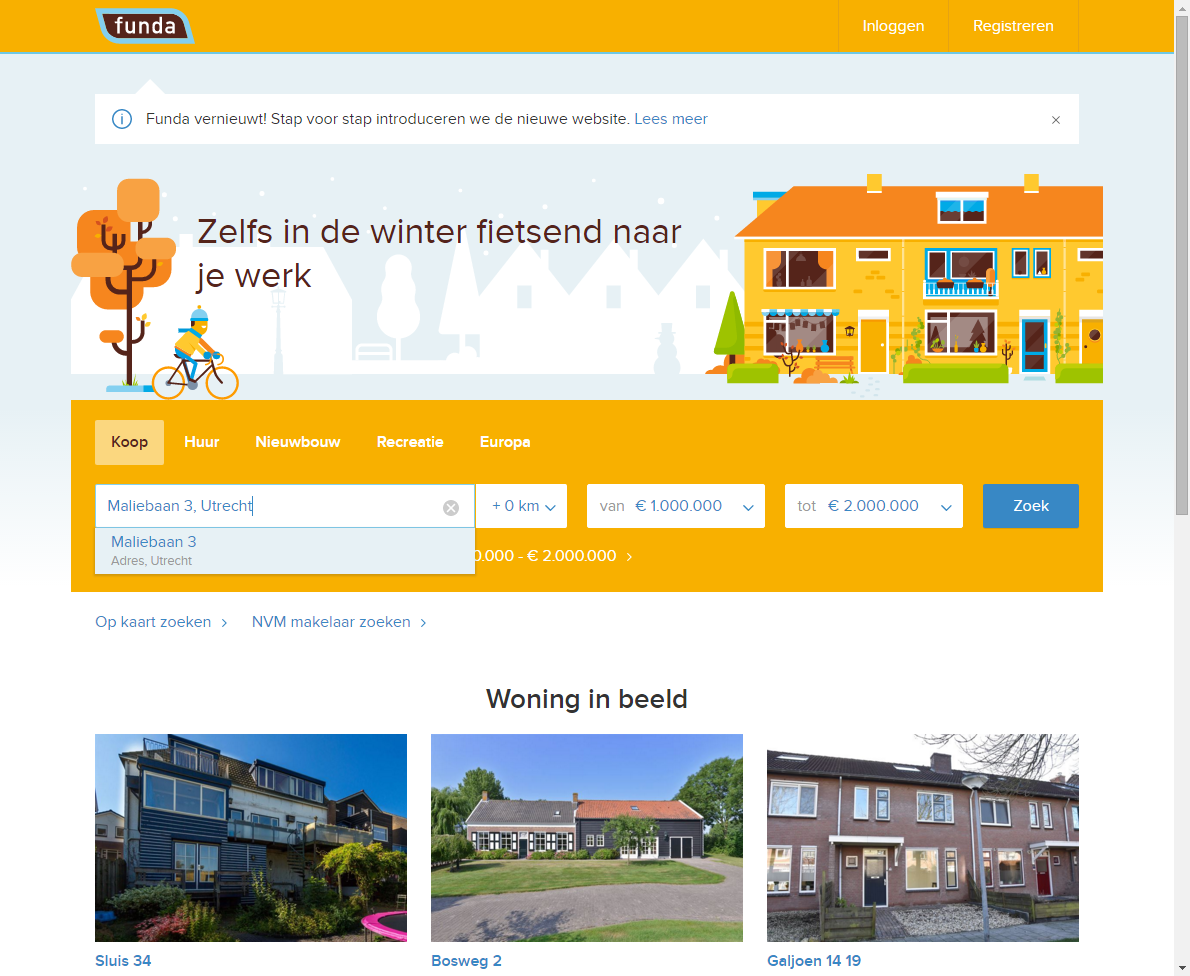 funda
Inloggen
Registreren
Funda vernieuwt! Stap voor stap introduceren we de nieuwe website. Lees meer
Zelfs in de winter fietsend naar
je werk
Koop
Huur
Nieuwbouw
Recreatie
Europa
Maliebaan 3, Utrecht
+ 0 km
van € 1.000.000
tot € 2.000.000
Zoek
Maliebaan 3
Adres, Utrecht
0.000 - € 2.000.000
Op kaart zoeken
NVM makelaar zoeken
Woning in beeld
Sluis 34
Bosweg 2
Galjoen 14 19